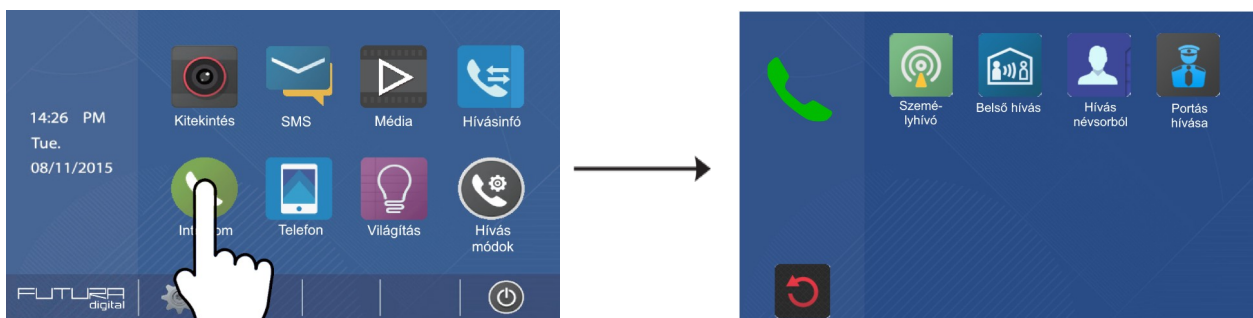 14:26 PM
Tue.
08/11/2015
Kitekintés
SMS
Média
Hívásinfó
Telefon
Világítás
Hívás
módok
FUTURA
digital
Szemé-
lyhívó
Belső hívás
Hívás
névsorból
Portás
hívása